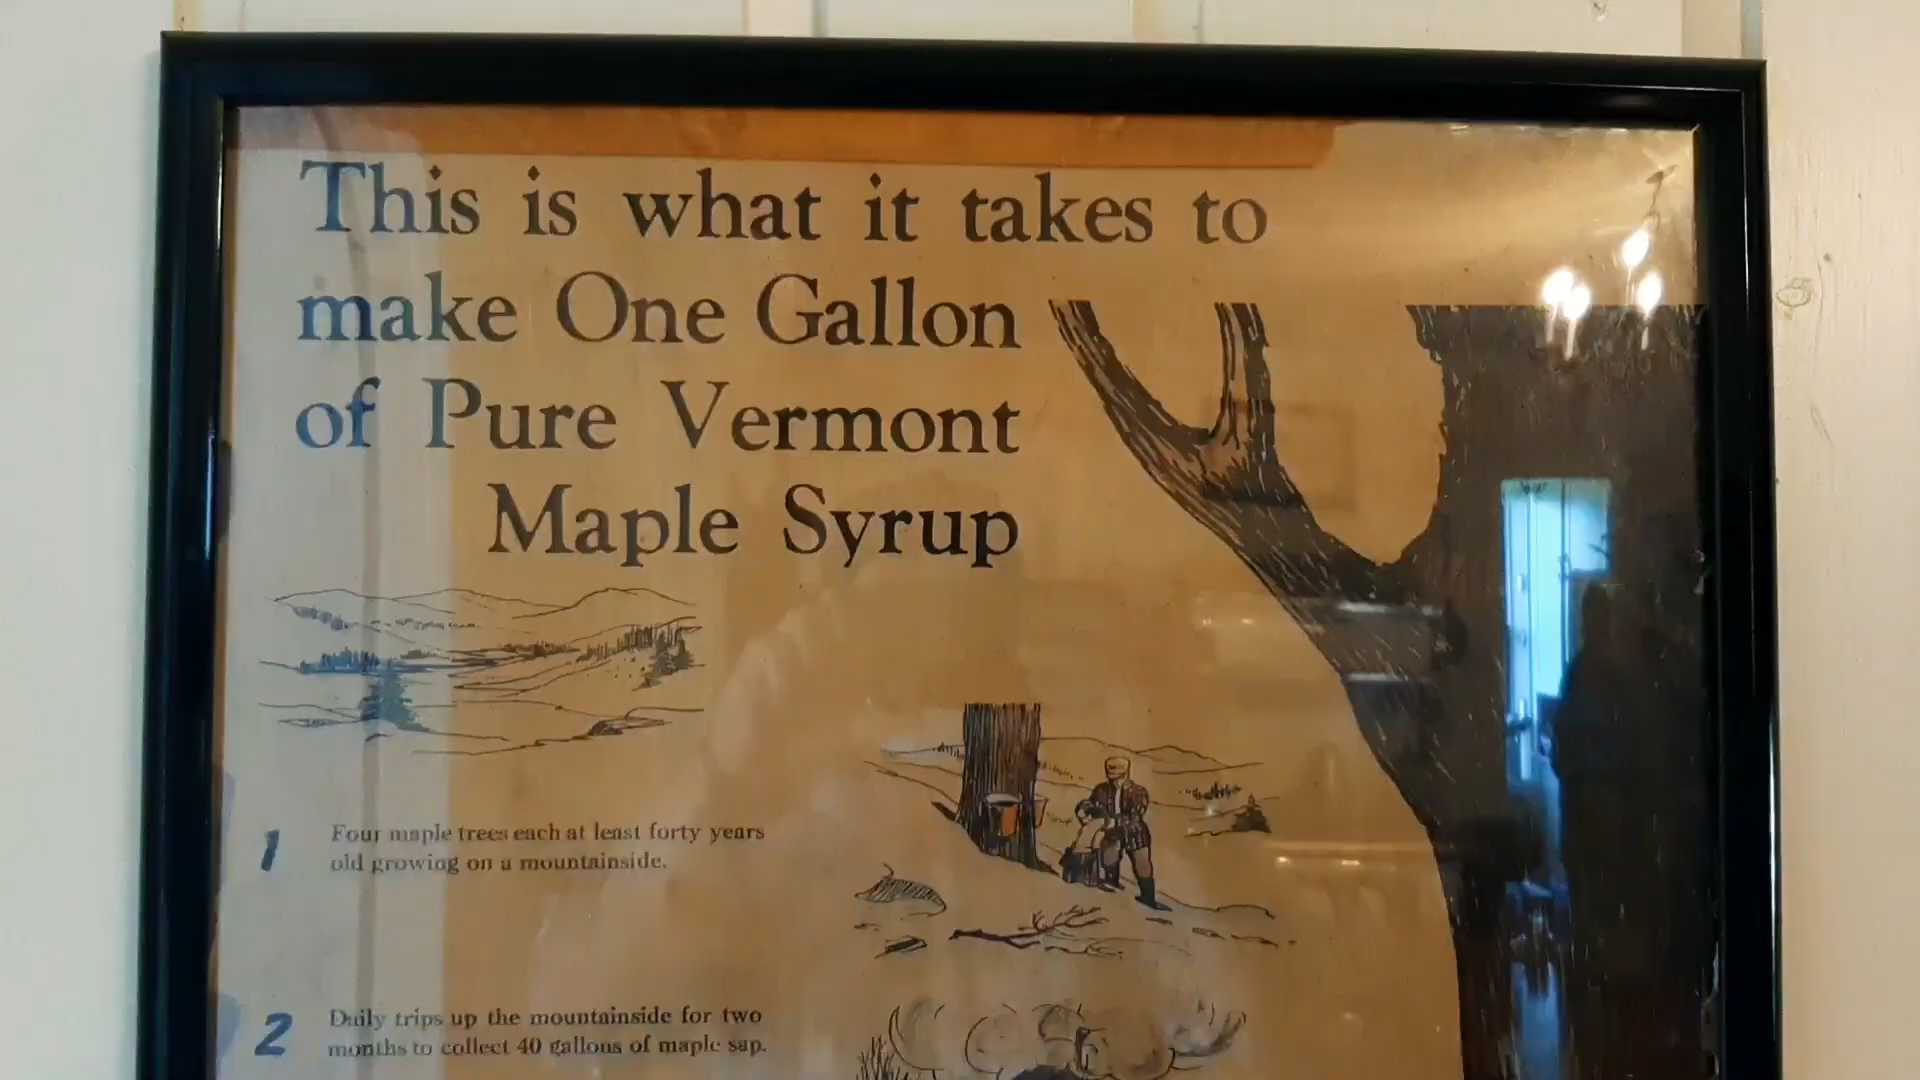 This is what it takes to
make One Gallon
of Pure Vermont
Maple Syrup
1 Four maple trees each at least forty years
old growing on a mountainside.
2 Daily trips up the mountainside for two
months to collect 40 gallons of maple sap.